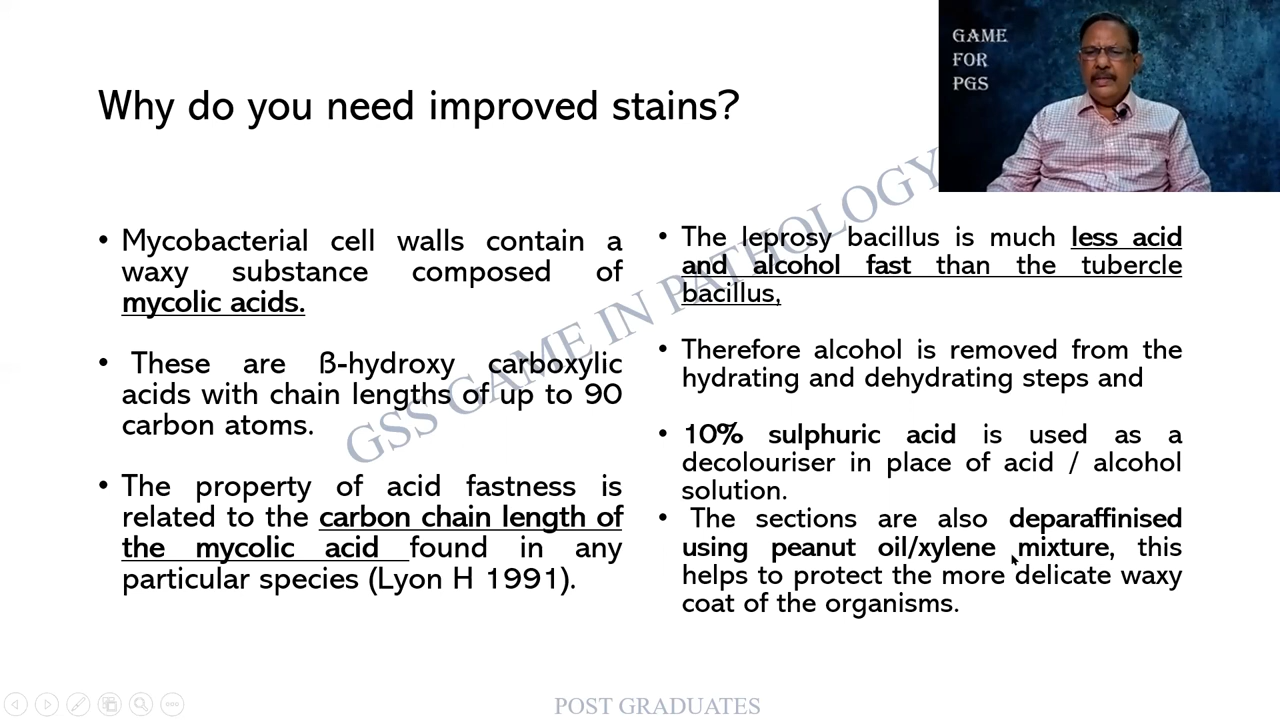 GAME
FOR
PGS
Why do you need improved stains?
• Mycobacterial cell walls contain a
waxy substance composed of
mycolic acids.
• These are ß-hydroxy carboxylic
acids with chain lengths of up to 90
carbon atoms.
• The property of acid fastness is
related to the carbon chain length of
the mycolic acid found in any
particular species (Lyon H 1991).
• The leprosy bacillus is much less acid
and alcohol fast than the tubercle
bacillus,
• Therefore alcohol is removed from the
hydrating and dehydrating steps and
• 10% sulphuric acid is used as a
decolouriser in place of acid / alcohol
solution.
• The sections are also deparaffinised
using peanut oil/xylene mixture, this
helps to protect the more delicate waxy
coat of the organisms.
GSS GAME IN PATHOLOGY
POST GRADUATES